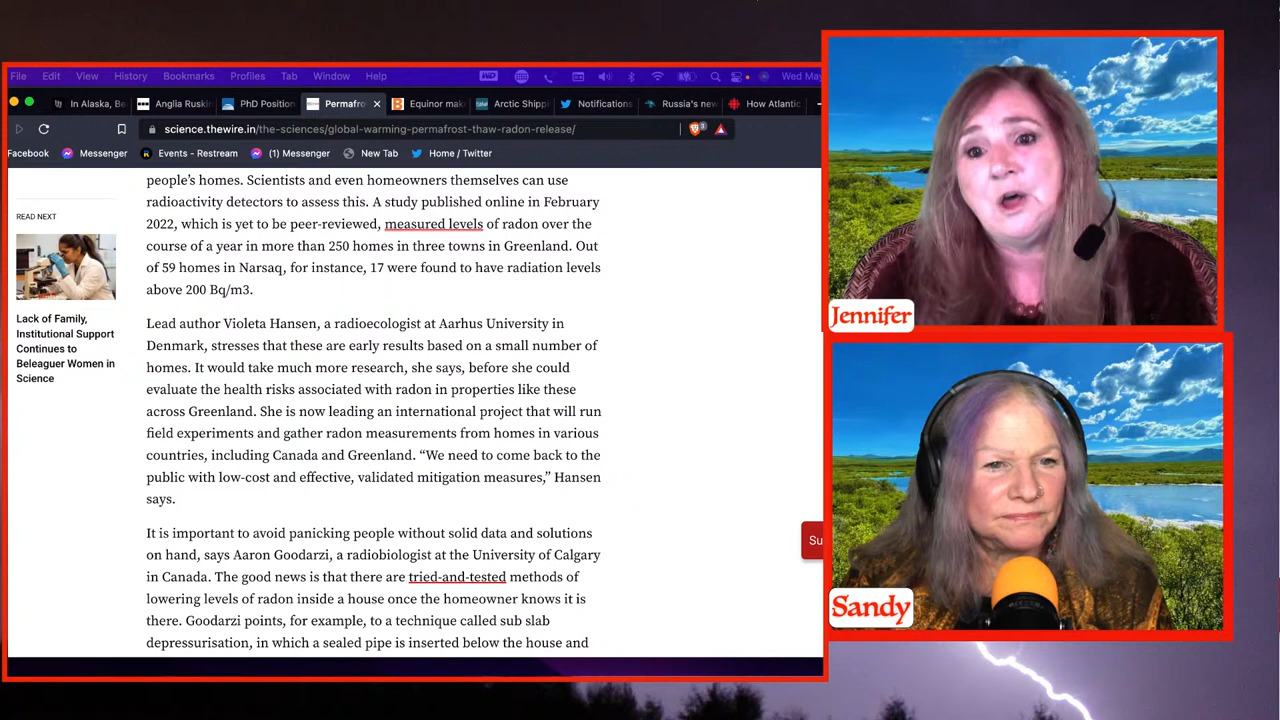 File Edit View History Bookmarks Profiles Tab Window Help Wed May
In Alaska, Be Anglia Ruski PhD Position Permafro Equinor mak Arctic Shippi Notifications Russia's new How Atlantic
science.thewire.in/the-sciences/global-warming-permafrost-thaw-radon-release/
Facebook Messenger Events - Restream (1) Messenger New Tab Home / Twitter
READ NEXT
Lack of Family,
Institutional Support
Continues to
Beleaguer Women in
Science
people's homes. Scientists and even homeowners themselves can use
radioactivity detectors to assess this. A study published online in February
2022, which is yet to be peer-reviewed, measured levels of radon over the
course of a year in more than 250 homes in three towns in Greenland. Out
of 59 homes in Narsaq, for instance, 17 were found to have radiation levels
above 200 Bq/m3.
Lead author Violeta Hansen, a radioecologist at Aarhus University in
Denmark, stresses that these are early results based on a small number of
homes. It would take much more research, she says, before she could
evaluate the health risks associated with radon in properties like these
across Greenland. She is now leading an international project that will run
field experiments and gather radon measurements from homes in various
countries, including Canada and Greenland. “We need to come back to the
public with low-cost and effective, validated mitigation measures,” Hansen
says.
It is important to avoid panicking people without solid data and solutions
on hand, says Aaron Goodarzi, a radiobiologist at the University of Calgary
in Canada. The good news is that there are tried-and-tested methods of
lowering levels of radon inside a house once the homeowner knows it is
there. Goodarzi points, for example, to a technique called sub slab
depressurisation, in which a sealed pipe is inserted below the house and
Su
Jennifer
Sandy